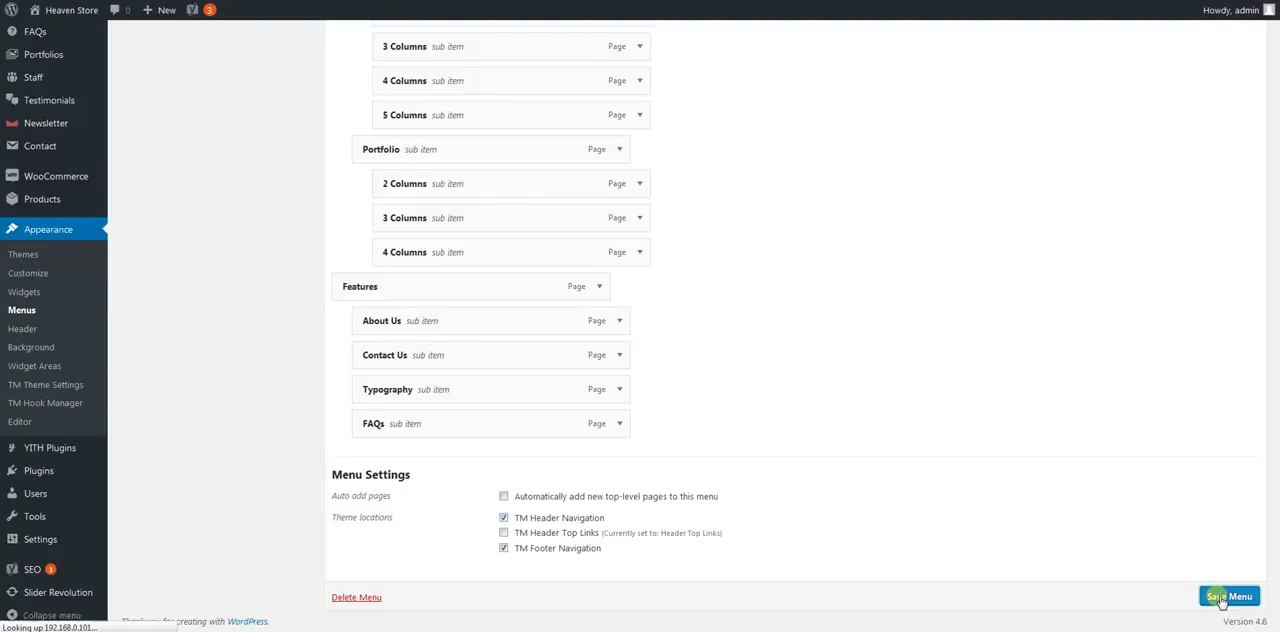 Heaven Store 0 New 3 Howdy, admin
FAQs
Portfolios
Staff
Testimonials
Newsletter
Contact
WooCommerce
Products
Appearance
Themes
Customize
Widgets
Menus
Header
Background
Widget Areas
TM Theme Settings
TM Hook Manager
Editor
YITH Plugins
Plugins
Users
Tools
Settings
SEO 3
Slider Revolution
Collapse menu
Looking up 192.168.0.101...
3 Columns sub item Page
4 Columns sub item Page
5 Columns sub item Page
Portfolio sub item Page
2 Columns sub item Page
3 Columns sub item Page
4 Columns sub item Page
Features Page
About Us sub item Page
Contact Us sub item Page
Typography sub item Page
FAQs sub item Page
Menu Settings
Auto add pages Automatically add new top-level pages to this menu
Theme locations TM Header Navigation
TM Header Top Links (Currently set to: Header Top Links)
TM Footer Navigation
Delete Menu Save Menu
Thank you for creating with WordPress. Version 4.6